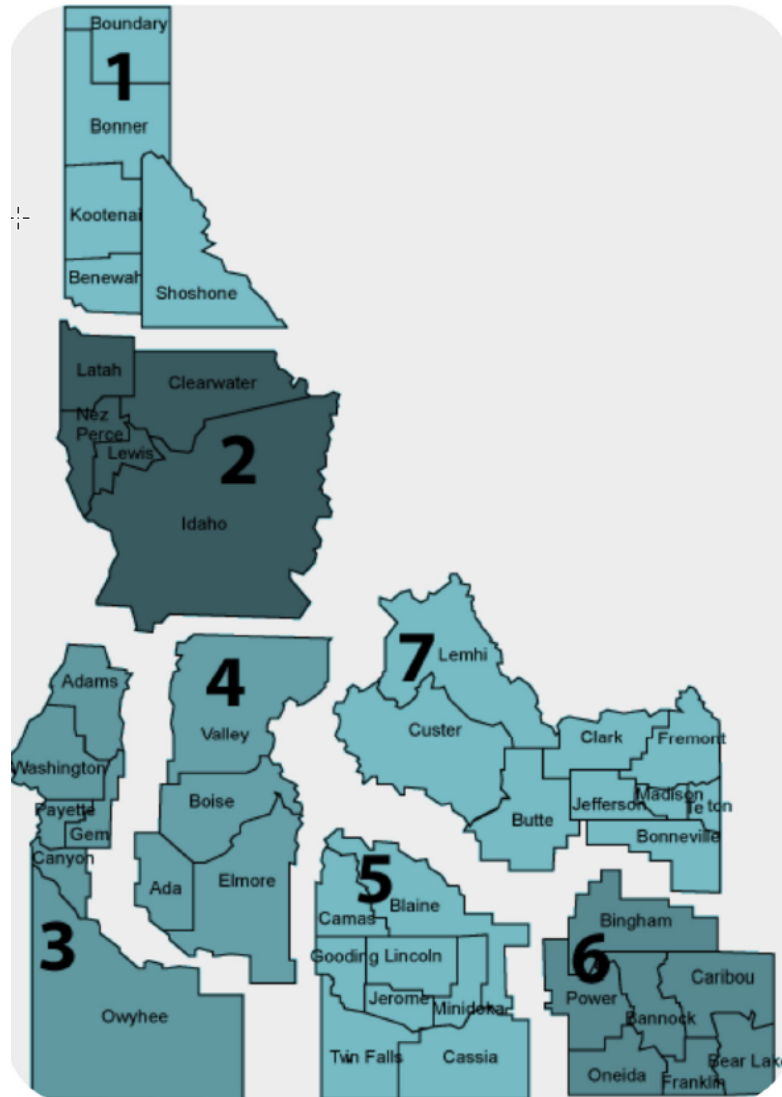 Boundary
1
Bonner
Kootenai
Benewah
Shoshone
Latah
Clearwater
Nez
Perce
Lewis
2
Idaho
Adams
Washington
Payette
Gem
Canyon
3
Owyhee
4
Valley
Boise
Ada
Elmore
7
Lemhi
Custer
Clark
Fremont
Butte
Jefferson
Madison
Teton
Bonneville
5
Camas
Blaine
Gooding
Lincoln
Jerome
Minidoka
Twin Falls
Cassia
Bingham
6
Power
Caribou
Bannock
Oneida
Franklin
Bear Lake